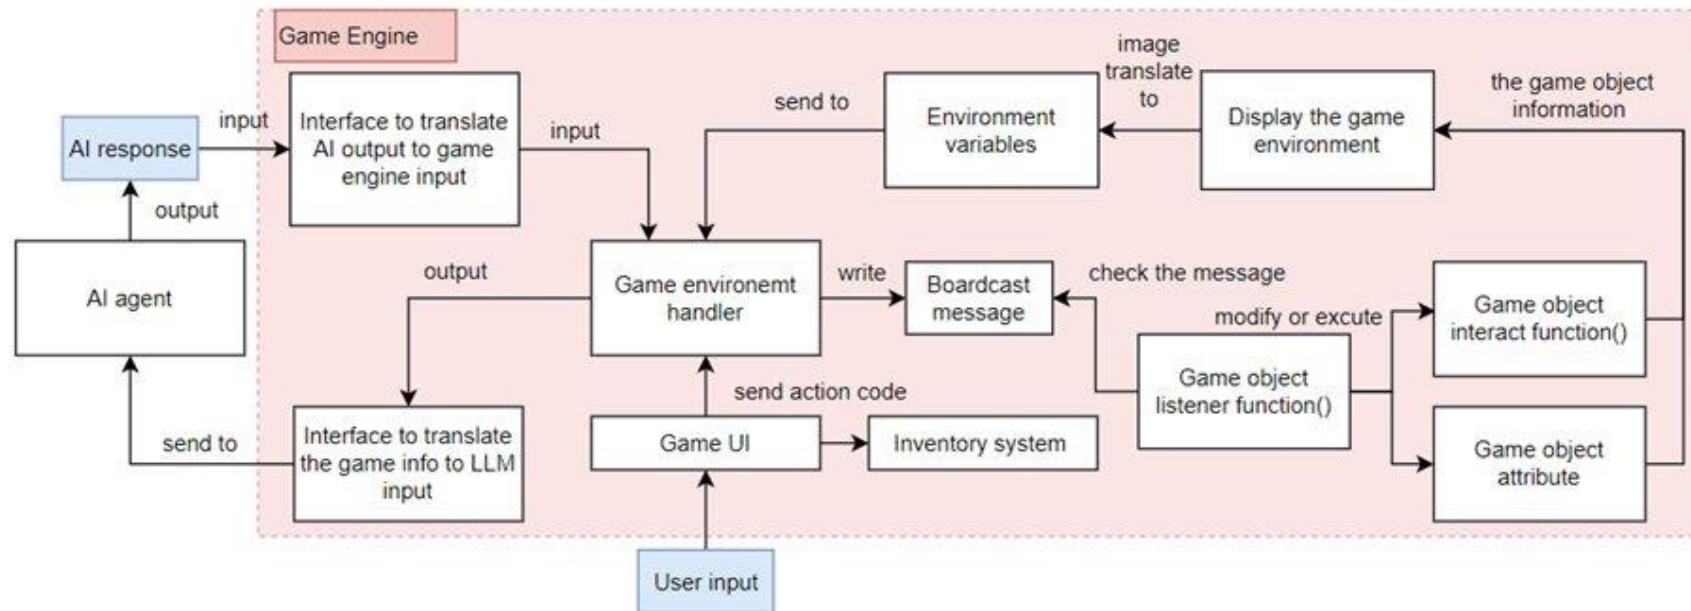 Game Engine
image
translate
to
the game object
information
input
AI response
Interface to translate
AI output to game
engine input
input
send to
Environment
variables
Display the game
environment
output
AI agent
output
Game environemt
handler
write
Boardcast
message
check the message
modify or excute
Game object
interact function()
Game object
listener function()
send action code
send to
Interface to translate
the game info to LLM
input
Game UI
Inventory system
Game object
attribute
User input